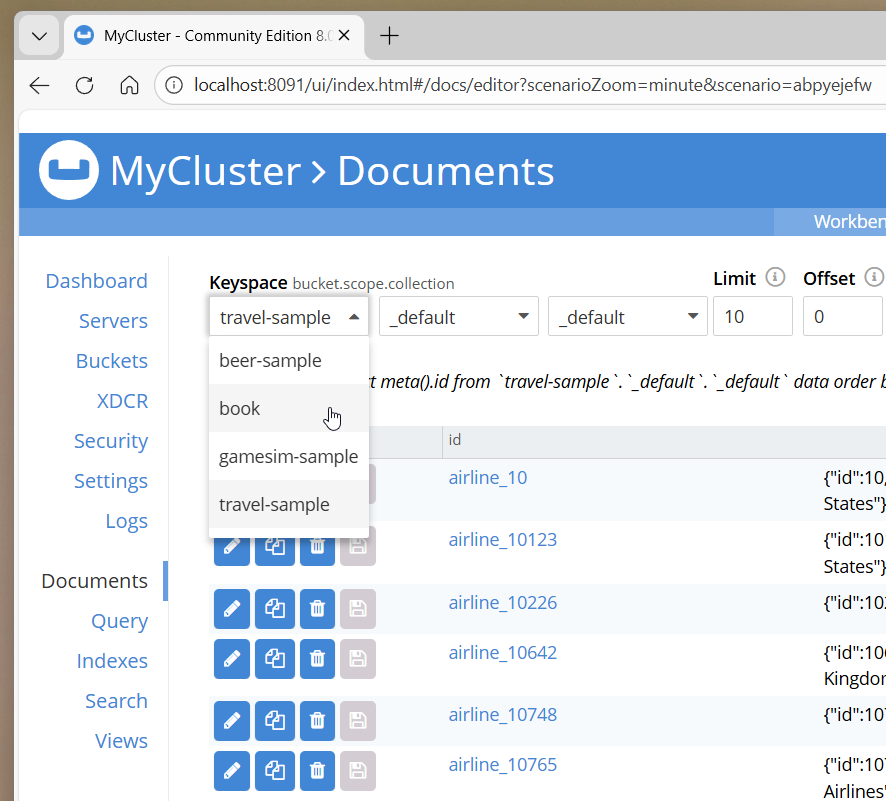 MyCluster - Community Edition 8.0
localhost:8091/ui/index.html#/docs/editor?scenarioZoom=minute&scenario=abpyejefw
MyCluster > Documents
Dashboard
Servers
Buckets
XDCR
Security
Settings
Logs
Documents
Query
Indexes
Search
Views
Keyspace bucket.scope.collection
Limit
Offset
travel-sample
_default
_default
10
0
beer-sample
book
gamesim-sample
travel-sample
meta().id from `travel-sample`.`_default`.`_default` data order
id
airline_10
{"id":10,
States"}
airline_10123
{"id":10
States"}
airline_10226
{"id":10
airline_10642
{"id":10
Kingdo
airline_10748
{"id":10
airline_10765
{"id":10
Airlines"